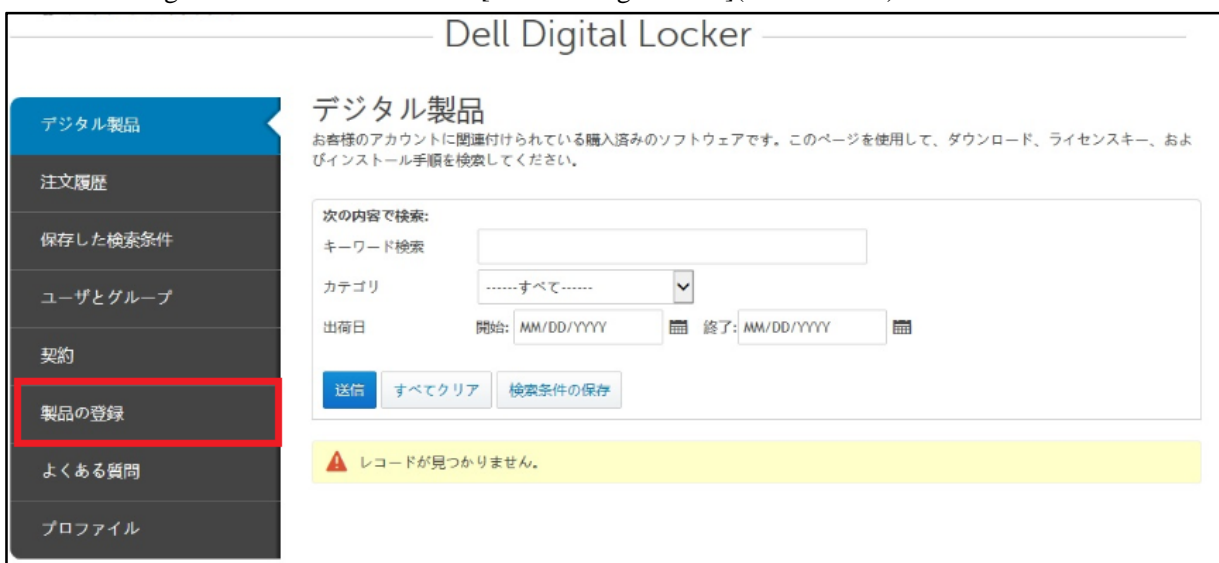 Dell Digital Locker
デジタル製品
注文履歴
保存した検索条件
ユーザとグループ
契約
製品の登録
よくある質問
プロファイル
デジタル製品
お客様のアカウントに関連付けられている購入済みのソフトウェアです。このページを使用して、ダウンロード、ライセンスキー、およ
びインストール手順を検索してください。
次の内容で検索:
キーワード検索
カテゴリ ------すべて------
出荷日 開始: MM/DD/YYYY 終了: MM/DD/YYYY
送信 すべてクリア 検索条件の保存
レコードが見つかりません。